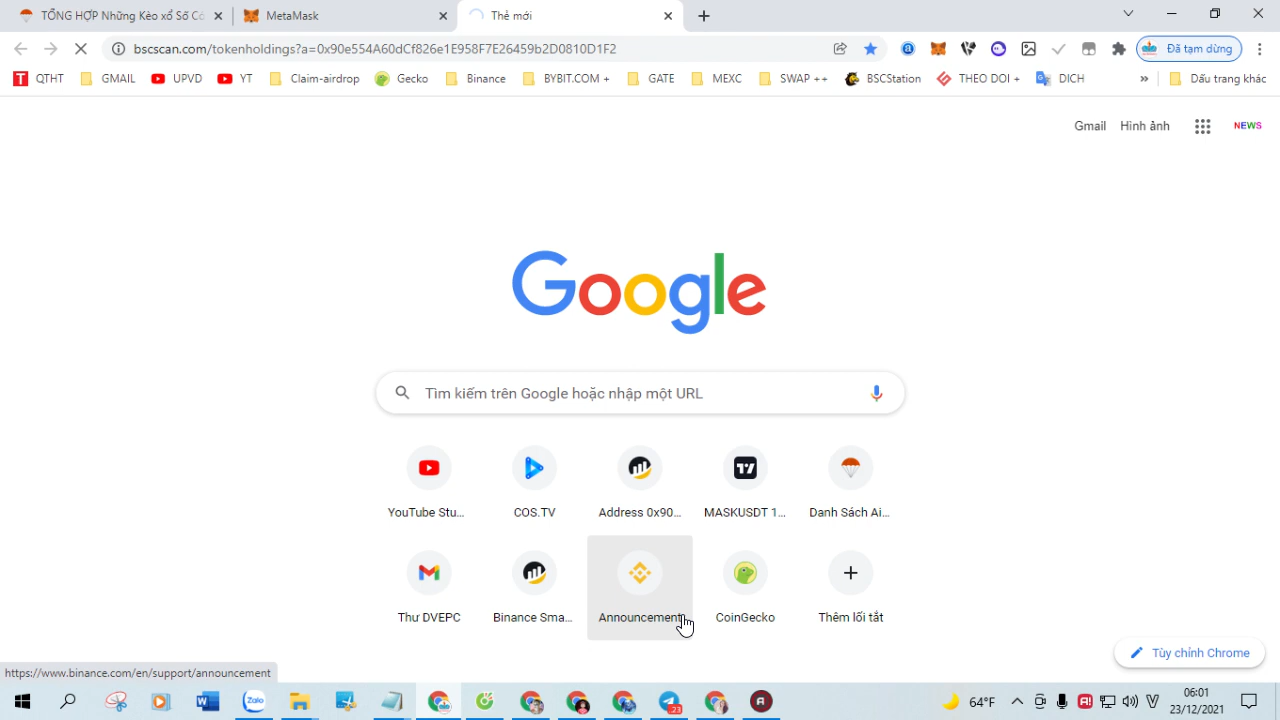 TỔNG HỢP Những Kèo xổ Số Có
MetaMask
Thẻ mới
bscscan.com/tokenholdings?a=0x90e554A60dCf826e1E958F7E26459b2D0810D1F2
Đã tạm dừng
QTHT
GMAIL
UPVD
YT
Claim-airdrop
Gecko
Binance
BYBIT.COM +
GATE
MEXC
SWAP ++
BSCStation
THEO DOI +
DICH
»
Dấu trang khác
Gmail
Hình ảnh
NEWS
Google
Tìm kiếm trên Google hoặc nhập một URL
YouTube Stu...
COS.TV
Address 0x90...
MASKUSDT 1...
Danh Sách Ai...
Thư DVEPC
Binance Sma...
Announcement
CoinGecko
Thêm lối tắt
Tùy chỉnh Chrome
https://www.binance.com/en/support/announcement
Zalo
23
64°F
06:01
23/12/2021